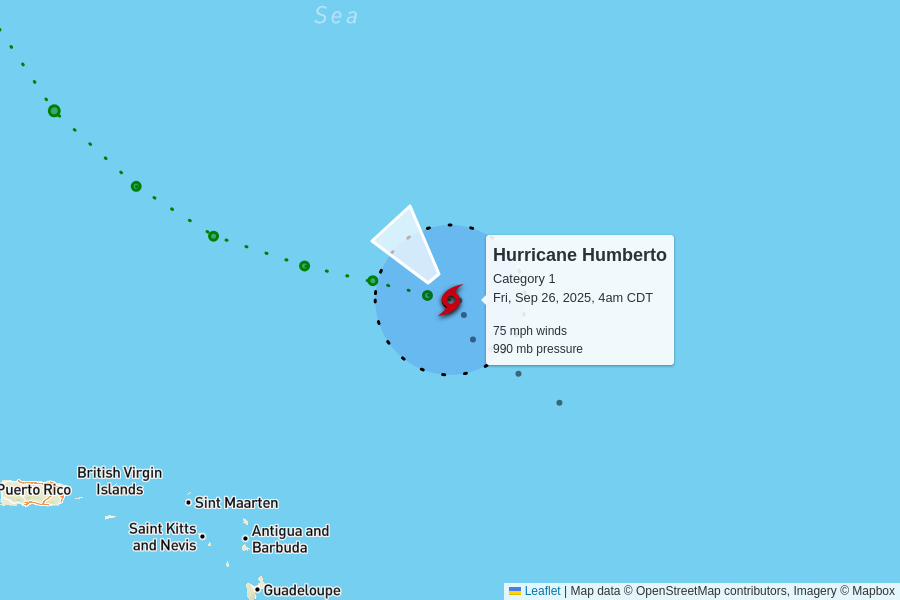 Sea
Hurricane Humberto
Category 1
Fri, Sep 26, 2025, 4am CDT
75 mph winds
990 mb pressure
British Virgin
Islands
Puerto Rico
Sint Maarten
Saint Kitts
and Nevis
Antigua and
Barbuda
Guadeloupe
Leaflet | Map data © OpenStreetMap contributors, Imagery © Mapbox